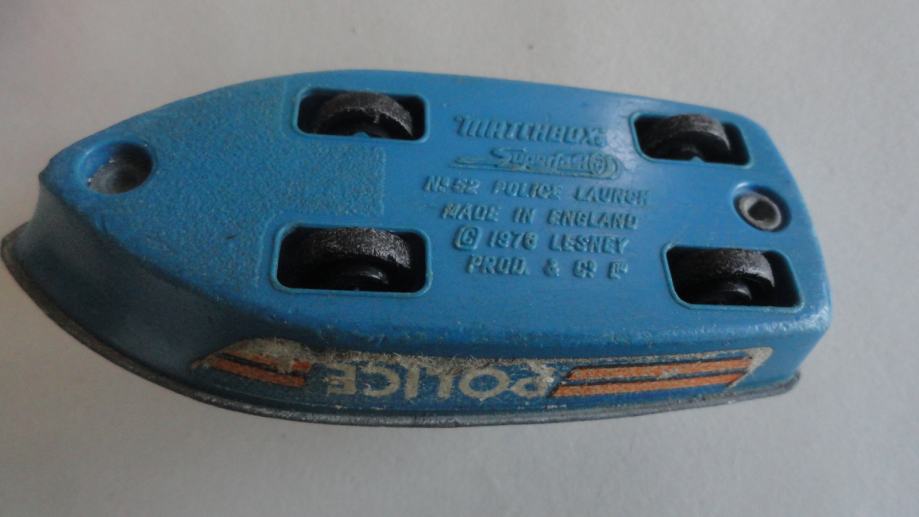 "MATCHBOX"
Superfast
No 52 POLICE LAUNCH
MADE IN ENGLAND
© 1976 LESNEY
PROD. & Co Ltd
POLICE